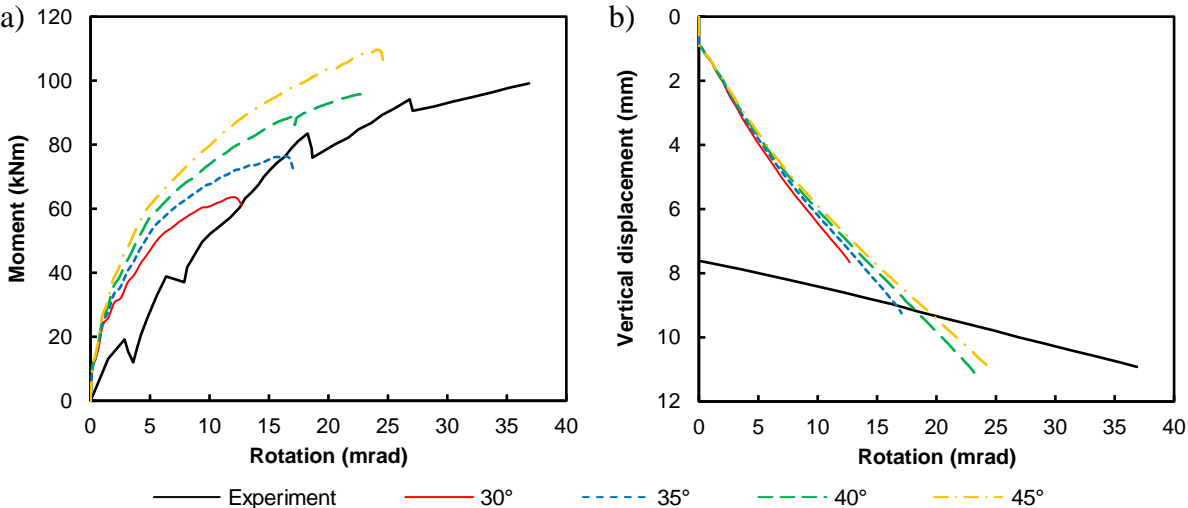 a)
120
100
80
60
40
20
0
Moment (kNm)
0 5 10 15 20 25 30 35 40
Rotation (mrad)
b)
0
2
4
6
8
10
12
Vertical displacement (mm)
0 5 10 15 20 25 30 35 40
Rotation (mrad)
Experiment 30° 35° 40° 45°